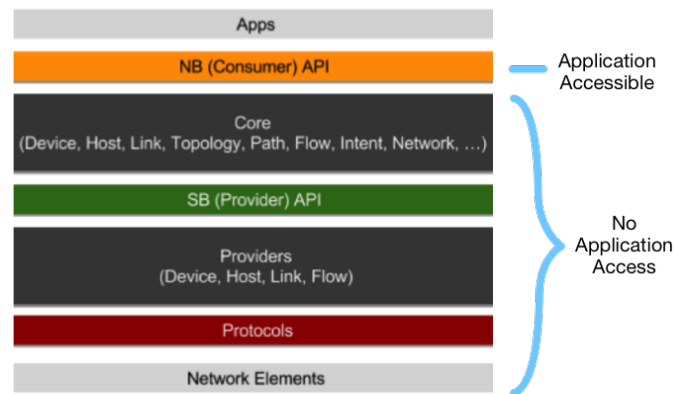 Apps
NB (Consumer) API
Application
Accessible
Core
(Device, Host, Link, Topology, Path, Flow, Intent, Network, …)
SB (Provider) API
No
Application
Access
Providers
(Device, Host, Link, Flow)
Protocols
Network Elements